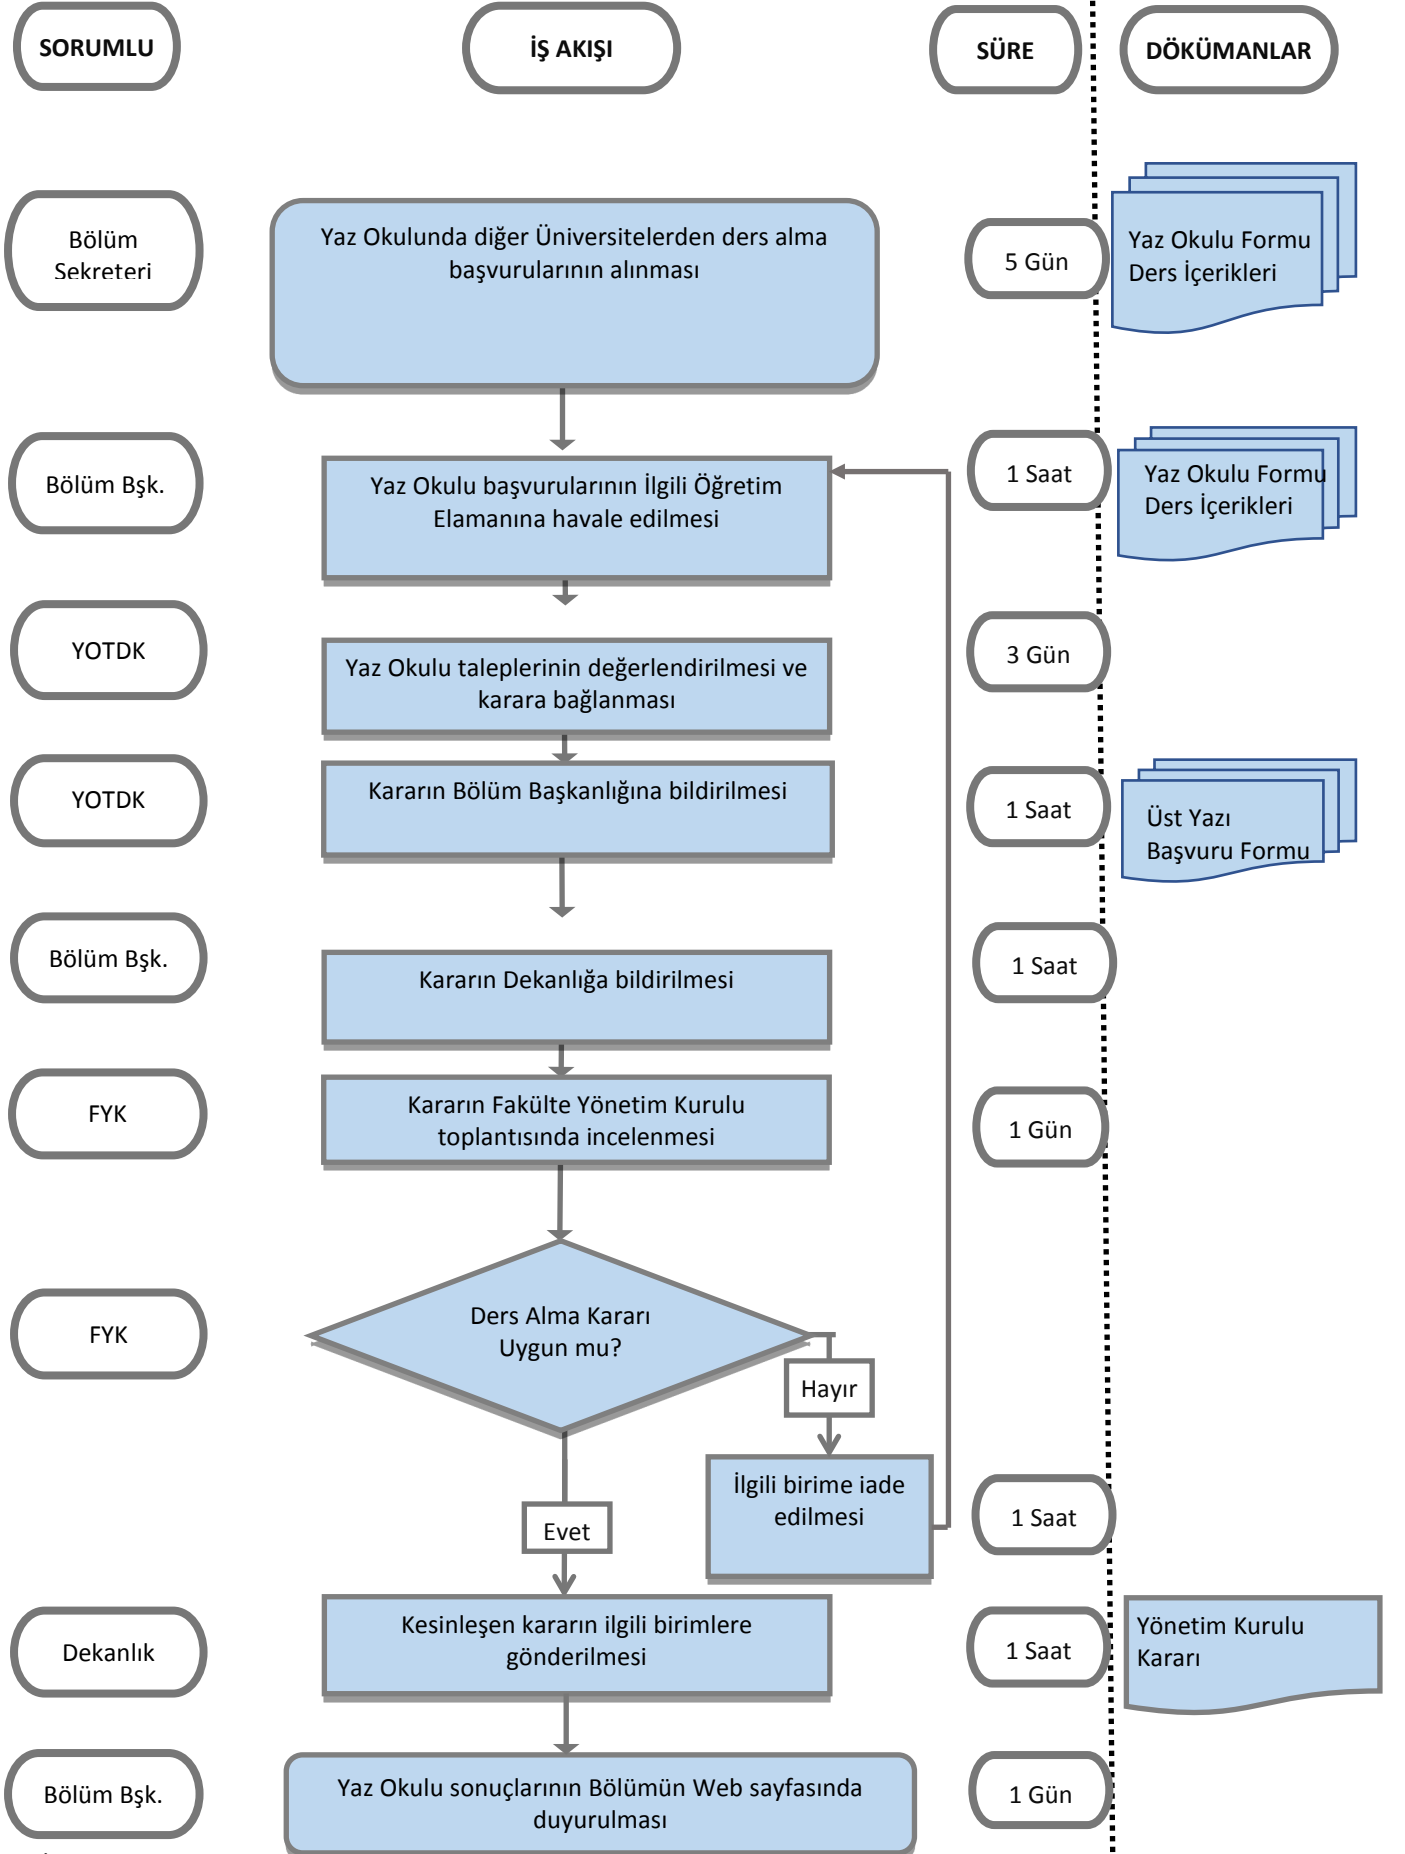 SORUMLU
İŞ AKIŞI
SÜRE
DÖKÜMANLAR
Bölüm
Sekreteri
Yaz Okulunda diğer Üniversitelerden ders alma
başvurularının alınması
5 Gün
Yaz Okulu Formu
Ders İçerikleri
Bölüm Bşk.
Yaz Okulu başvurularının İlgili Öğretim
Elamanına havale edilmesi
1 Saat
Yaz Okulu Formu
Ders İçerikleri
YOTDK
Yaz Okulu taleplerinin değerlendirilmesi ve
karara bağlanması
3 Gün
YOTDK
Kararın Bölüm Başkanlığına bildirilmesi
1 Saat
Üst Yazı
Başvuru Formu
Bölüm Bşk.
Kararın Dekanlığa bildirilmesi
1 Saat
FYK
Kararın Fakülte Yönetim Kurulu
toplantısında incelenmesi
1 Gün
FYK
Ders Alma Kararı
Uygun mu?
Hayır
İlgili birime iade
edilmesi
1 Saat
Evet
Dekanlık
Kesinleşen kararın ilgili birimlere
gönderilmesi
1 Saat
Yönetim Kurulu
Kararı
Bölüm Bşk.
Yaz Okulu sonuçlarının Bölümün Web sayfasında
duyurulması
1 Gün